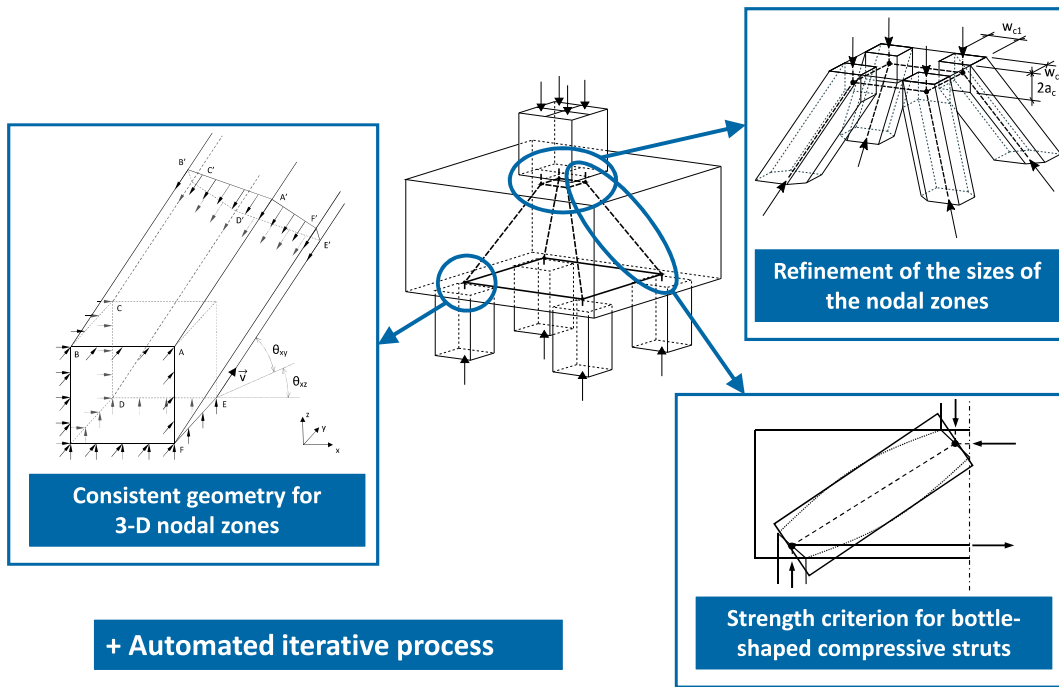 B'
C'
A'
D'
F'
E'
C
B
A
D
E
F
θxy
θxz
v
z
y
x
Consistent geometry for
3-D nodal zones
wc1
wc
2ac
Refinement of the sizes of
the nodal zones
Strength criterion for bottle-
shaped compressive struts
+ Automated iterative process